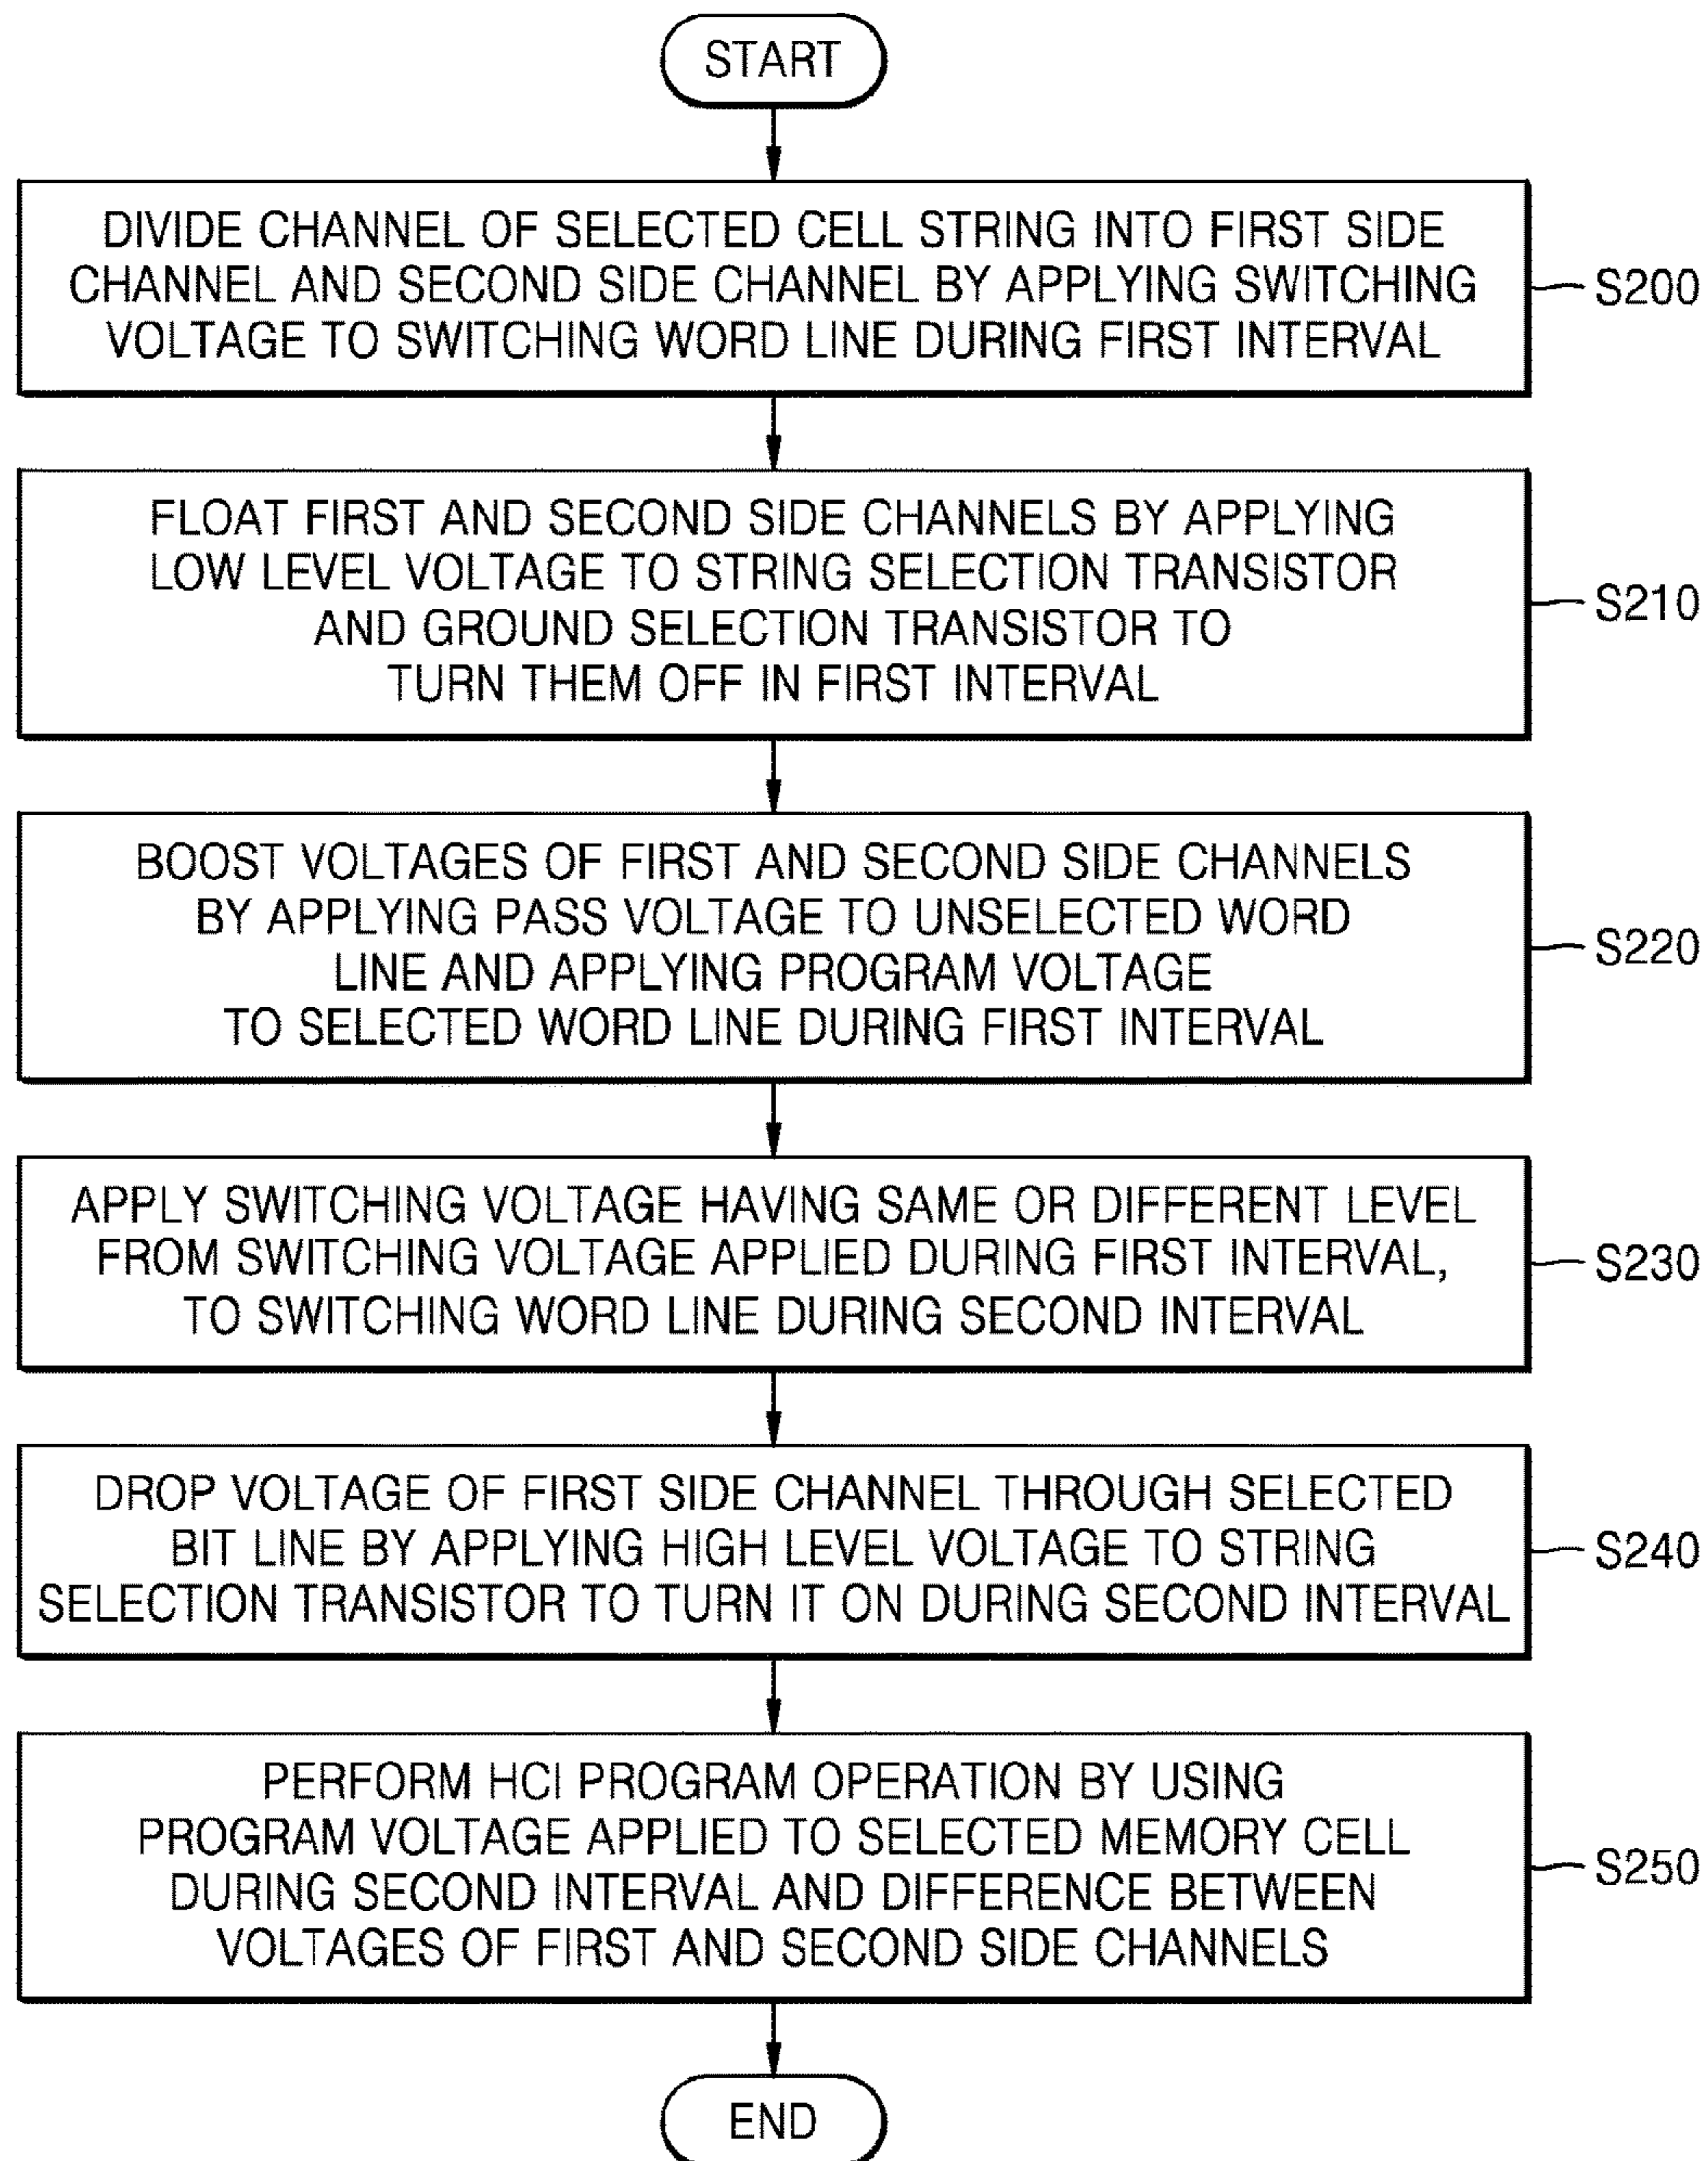 START
DIVIDE CHANNEL OF SELECTED CELL STRING INTO FIRST SIDE
CHANNEL AND SECOND SIDE CHANNEL BY APPLYING SWITCHING
VOLTAGE TO SWITCHING WORD LINE DURING FIRST INTERVAL
S200
FLOAT FIRST AND SECOND SIDE CHANNELS BY APPLYING
LOW LEVEL VOLTAGE TO STRING SELECTION TRANSISTOR
AND GROUND SELECTION TRANSISTOR TO
TURN THEM OFF IN FIRST INTERVAL
S210
BOOST VOLTAGES OF FIRST AND SECOND SIDE CHANNELS
BY APPLYING PASS VOLTAGE TO UNSELECTED WORD
LINE AND APPLYING PROGRAM VOLTAGE
TO SELECTED WORD LINE DURING FIRST INTERVAL
S220
APPLY SWITCHING VOLTAGE HAVING SAME OR DIFFERENT LEVEL
FROM SWITCHING VOLTAGE APPLIED DURING FIRST INTERVAL,
TO SWITCHING WORD LINE DURING SECOND INTERVAL
S230
DROP VOLTAGE OF FIRST SIDE CHANNEL THROUGH SELECTED
BIT LINE BY APPLYING HIGH LEVEL VOLTAGE TO STRING
SELECTION TRANSISTOR TO TURN IT ON DURING SECOND INTERVAL
S240
PERFORM HCI PROGRAM OPERATION BY USING
PROGRAM VOLTAGE APPLIED TO SELECTED MEMORY CELL
DURING SECOND INTERVAL AND DIFFERENCE BETWEEN
VOLTAGES OF FIRST AND SECOND SIDE CHANNELS
S250
END